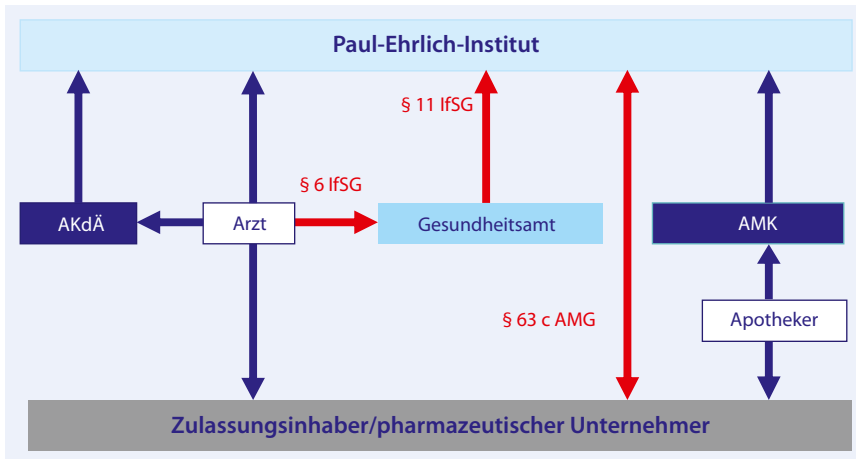 Paul-Ehrlich-Institut
§ 11 IfSG
§ 6 IfSG
AKdÄ
Arzt
Gesundheitsamt
AMK
§ 63 c AMG
Apotheker
Zulassungsinhaber/pharmazeutischer Unternehmer